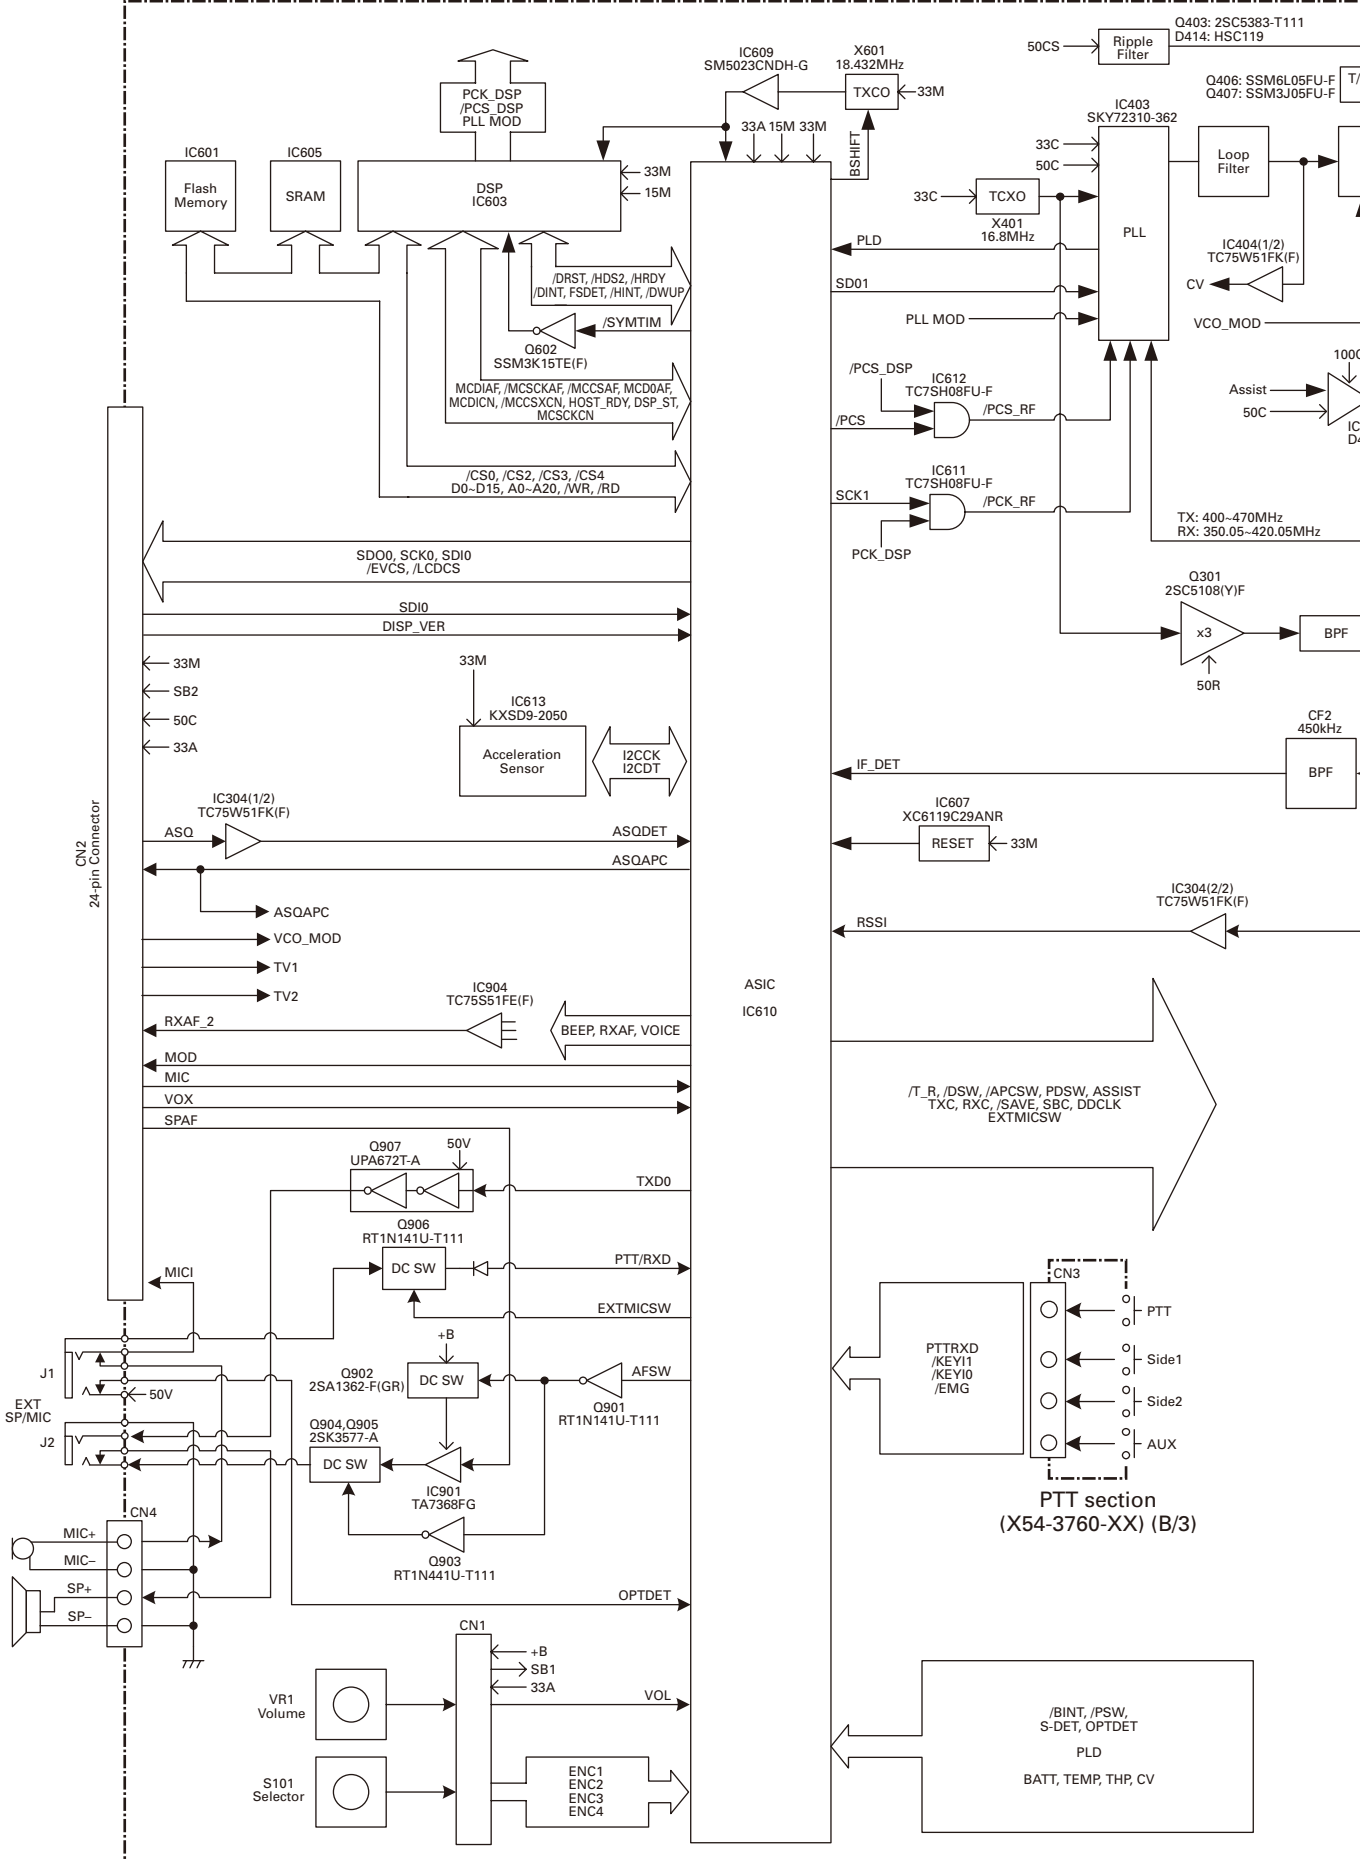 Q403: 2SC5383-T111
D414: HSC119
50CS
Ripple
Filter
Q406: SSM6L05FU-F
Q407: SSM3J05FU-F
T/
IC609
SM5023CNDH-G
X601
18.432MHz
TXCO
33M
PCK_DSP
/PCS_DSP
PLL MOD
33A 15M 33M
BSHIFT
IC403
SKY72310-362
33C
50C
PLL
Loop
Filter
IC601
Flash
Memory
IC605
SRAM
DSP
IC603
33M
15M
33C
TCXO
X401
16.8MHz
PLD
SD01
PLL MOD
IC404(1/2)
TC75W51FK(F)
CV
VCO_MOD
100C
Assist
50C
IC
D4
/DRST, /HDS2, /HRDY
/DINT, FSDET, /HINT, /DWUP
/SYMTIM
Q602
SSM3K15TE(F)
MCDIAF, /MCSCKAF, /MCCSAF, MCD0AF,
MCDICN, /MCCSXCN, HOST_RDY, DSP_ST,
MCSCKCN
/PCS_DSP
IC612
TC7SH08FU-F
/PCS
/PCS_RF
IC611
TC7SH08FU-F
SCK1
/PCK_RF
PCK_DSP
/CS0, /CS2, /CS3, /CS4
D0~D15, A0~A20, /WR, /RD
TX: 400~470MHz
RX: 350.05~420.05MHz
SDO0, SCK0, SDI0
/EVCS, /LCDCS
Q301
2SC5108(Y)F
x3
50R
BPF
SDI0
DISP_VER
33M
SB2
50C
33A
33M
IC613
KXSD9-2050
Acceleration
Sensor
I2CCK
I2CDT
CF2
450kHz
BPF
IF_DET
CN2
24-pin Connector
IC304(1/2)
TC75W51FK(F)
ASQ
ASQDET
ASQAPC
ASQAPC
IC607
XC6119C29ANR
RESET
33M
IC304(2/2)
TC75W51FK(F)
RSSI
VCO_MOD
TV1
TV2
ASIC
IC610
IC904
TC75S51FE(F)
RXAF_2
BEEP, RXAF, VOICE
MOD
MIC
VOX
SPAF
/T_R, /DSW, /APCSW, PDSW, ASSIST
TXC, RXC, /SAVE, SBC, DDCLK
EXTMICSW
Q907
UPA672T-A
50V
TXD0
Q906
RT1N141U-T111
DC SW
PTT/RXD
EXTMICSW
MICI
CN3
PTT
Side1
Side2
AUX
PTTRXD
/KEYI1
/KEYI0
/EMG
PTT section
(X54-3760-XX) (B/3)
J1
50V
EXT
SP/MIC
J2
+B
Q902
2SA1362-F(GR)
DC SW
AFSW
Q901
RT1N141U-T111
Q904,Q905
2SK3577-A
DC SW
IC901
TA7368FG
Q903
RT1N441U-T111
CN4
MIC+
MIC–
SP+
SP–
OPTDET
CN1
+B
SB1
33A
VR1
Volume
VOL
S101
Selector
ENC1
ENC2
ENC3
ENC4
/BINT, /PSW,
S-DET, OPTDET
PLD
BATT, TEMP, THP, CV